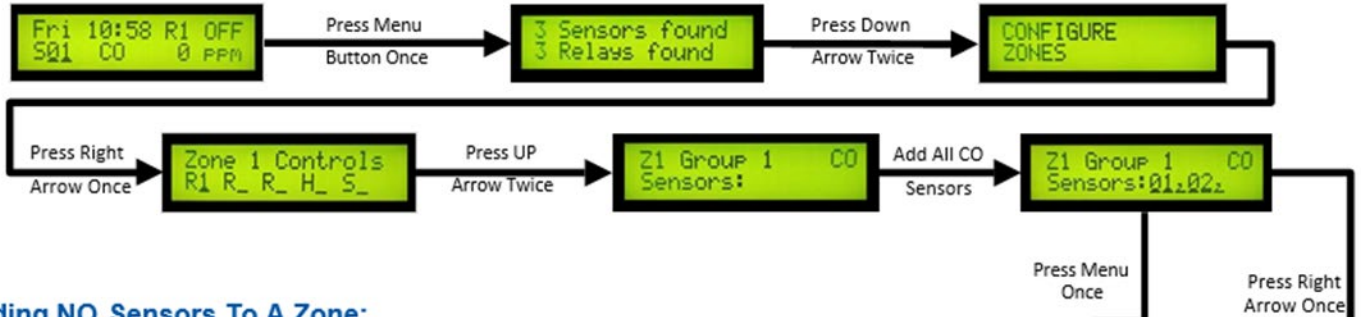 Fri 10:58 R1 OFF
S01 CO 0 PPM
Press Menu
Button Once
3 Sensors found
3 Relays found
Press Down
Arrow Twice
CONFIGURE
ZONES
Press Right
Arrow Once
Zone 1 Controls
R1 R_ R_ H_ S_
Press UP
Arrow Twice
Z1 Group 1 CO
Sensors:
Add All CO
Sensors
Z1 Group 1 CO
Sensors:01,02,
Press Menu
Once
Press Right
Arrow Once
Sensors To A Zone: